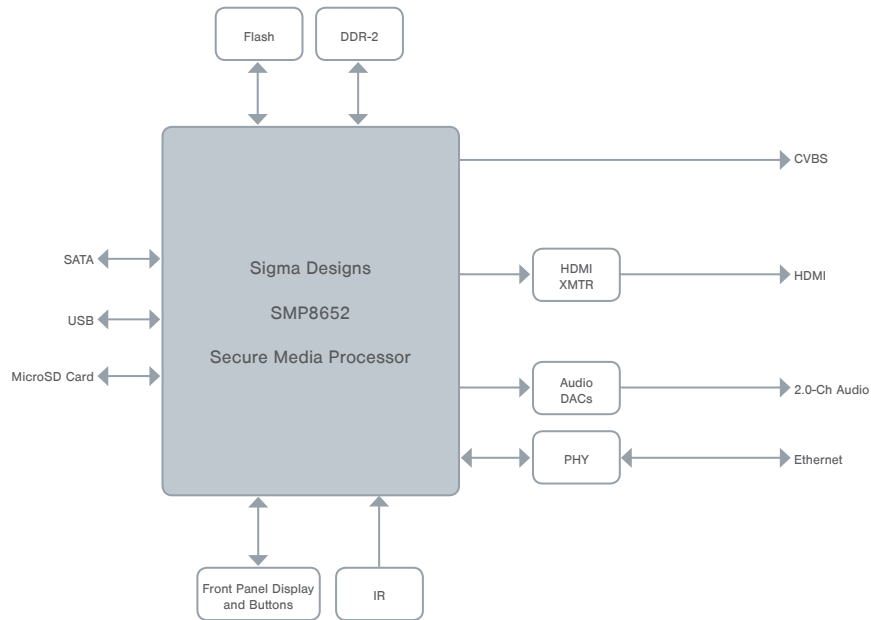 Flash
DDR-2
CVBS
SATA
Sigma Designs
HDMI
XMTR
HDMI
SMP8652
USB
Secure Media Processor
MicroSD Card
Audio
DACs
2.0-Ch Audio
PHY
Ethernet
Front Panel Display
and Buttons
IR